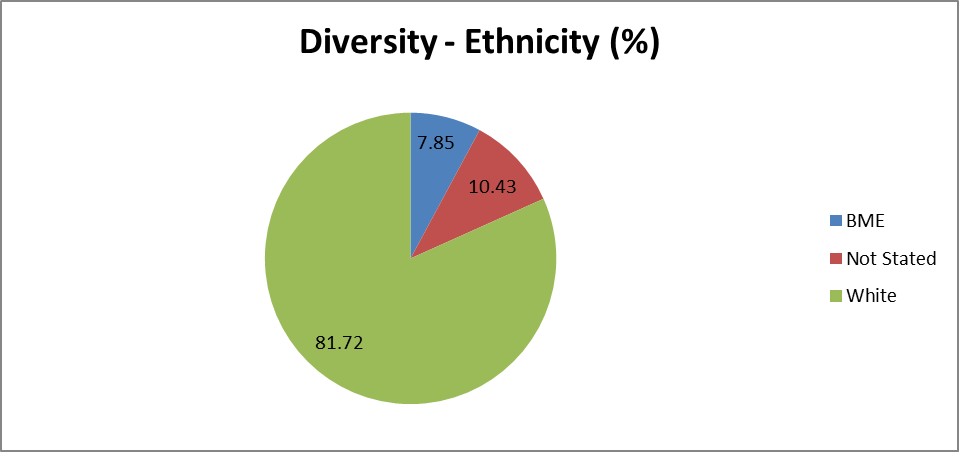 Diversity - Ethnicity (%)
7.85
10.43
81.72
BME
Not Stated
White